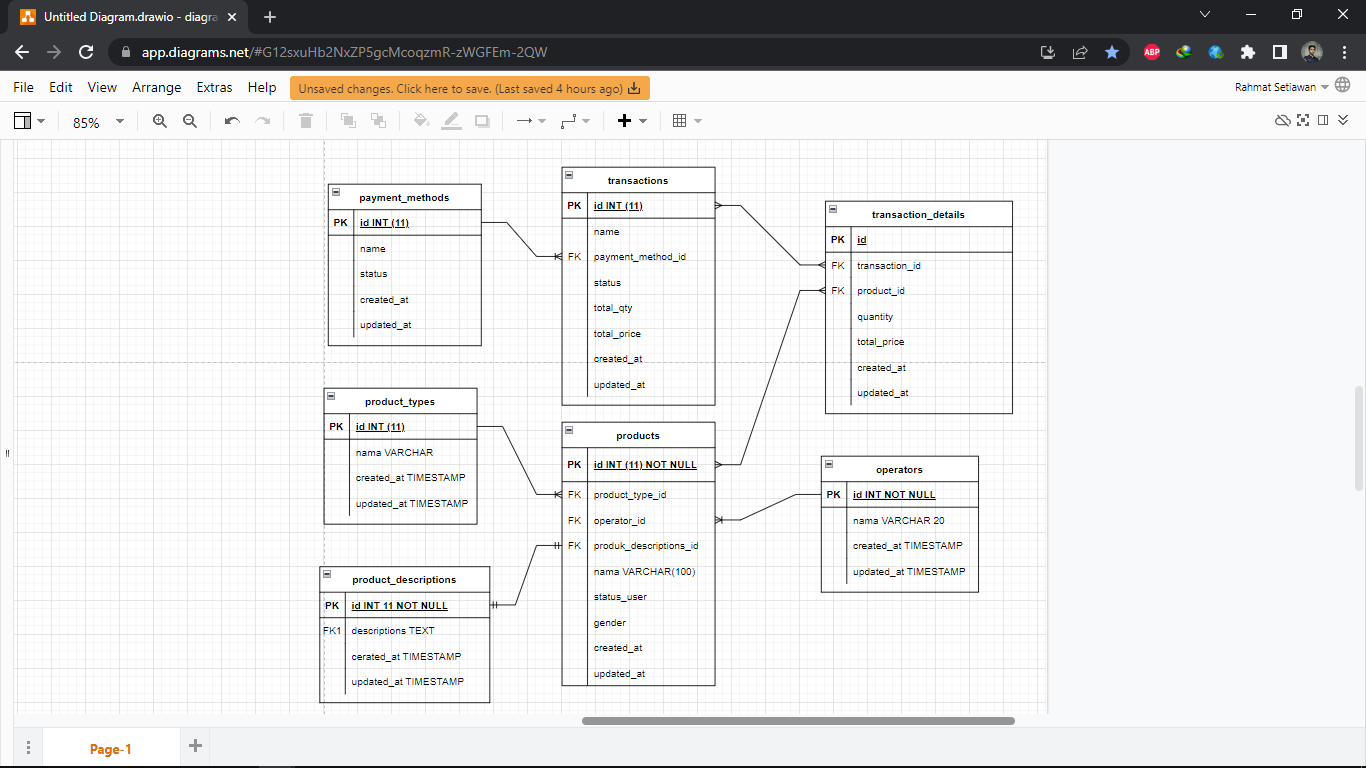 Untitled Diagram.drawio - diagra
app.diagrams.net/#G12sxuHb2NxZP5gcMcoqzmR-zWGFEm-2QW
ABP
File Edit View Arrange Extras Help
Unsaved changes. Click here to save. (Last saved 4 hours ago)
Rahmat Setiawan
85%
payment_methods
PK id INT (11)
name
status
created_at
updated_at
transactions
PK id INT (11)
name
FK payment_method_id
status
total_qty
total_price
created_at
updated_at
transaction_details
PK id
FK transaction_id
FK product_id
quantity
total_price
created_at
updated_at
product_types
PK id INT (11)
nama VARCHAR
created_at TIMESTAMP
updated_at TIMESTAMP
products
PK id INT (11) NOT NULL
FK product_type_id
FK operator_id
FK produk_descriptions_id
nama VARCHAR(100)
status_user
gender
created_at
updated_at
operators
PK id INT NOT NULL
nama VARCHAR 20
created_at TIMESTAMP
updated_at TIMESTAMP
product_descriptions
PK id INT 11 NOT NULL
FK1 descriptions TEXT
cerated_at TIMESTAMP
updated_at TIMESTAMP
Page-1